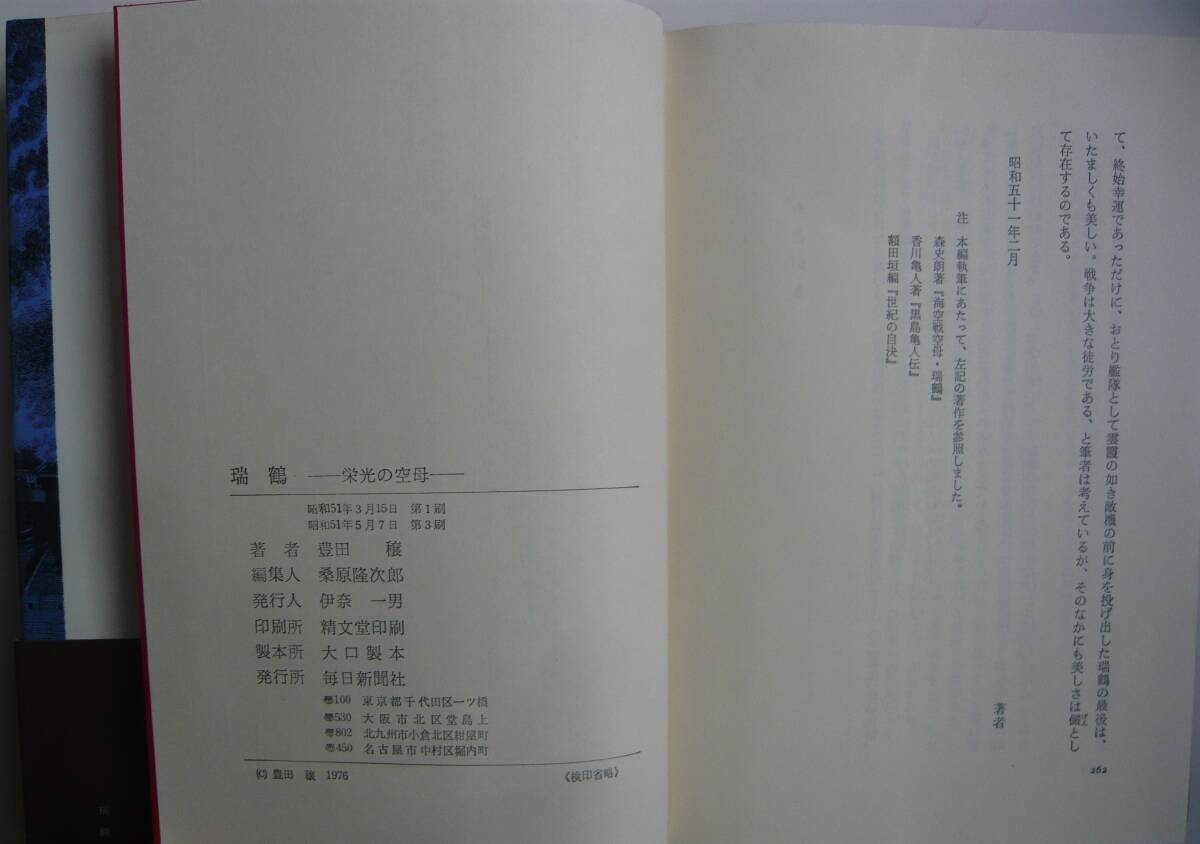 て、終始幸運であっただけに、おとり艦隊として雲霞の如き敵機の前に身を投げ出した瑞鶴の最後は、
いたましくも美しい。戦争は大きな徒労である、と筆者は考えているが、そのなかにも美しさは儼とし
げん
て存在するのである。
昭和五十一年二月
著者
注 本編執筆にあたって、左記の著作を参照しました。
森史朗著『海空戦空母・瑞鶴』
香川亀人著『黒島亀人伝』
額田垣編『世紀の自決』
262
瑞鶴 ――栄光の空母――
昭和51年3月15日 第1刷
昭和51年5月7日 第3刷
著者 豊田 穣
編集人 桑原隆次郎
発行人 伊奈一男
印刷所 精文堂印刷
製本所 大口製本
発行所 毎日新聞社
〠100 東京都千代田区一ツ橋
〠530 大阪市北区堂島上
〠802 北九州市小倉北区紺屋町
〠450 名古屋市中村区堀内町
© 豊田 穣 1976 《検印省略》
瑞鶴